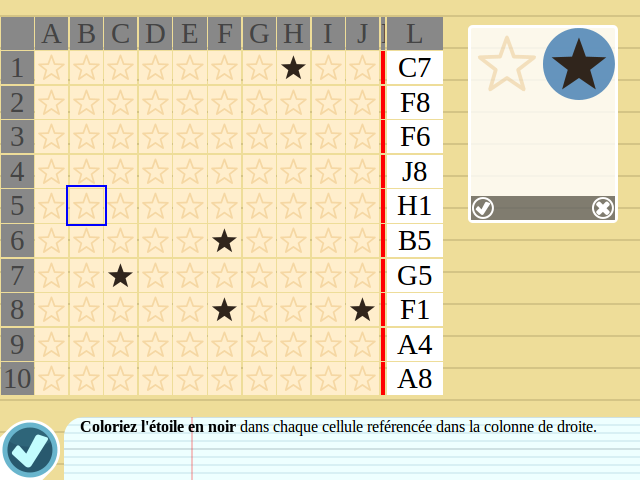 A B C D E F G H I J L
1 C7
2 F8
3 F6
4 J8
5 H1
6 B5
7 G5
8 F1
9 A4
10 A8
Coloriez l'étoile en noir dans chaque cellule reférencée dans la colonne de droite.